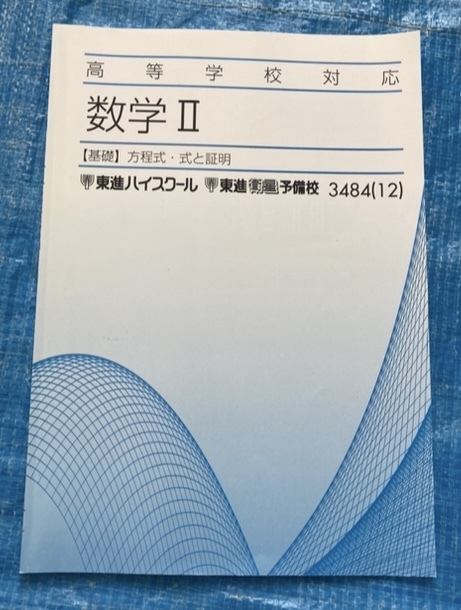 高等学校対応
数学Ⅱ
【基礎】方程式・式と証明
東進ハイスクール 東進衛星予備校 3484(12)